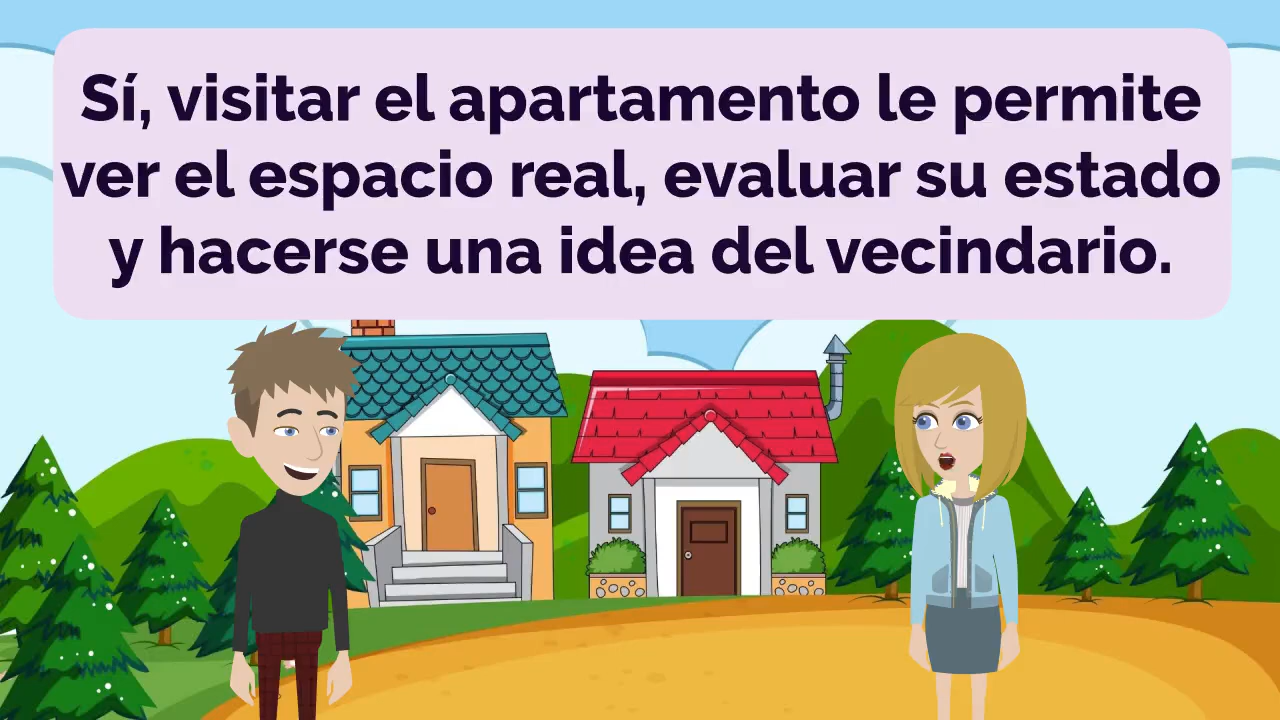 Sí, visitar el apartamento le permite
ver el espacio real, evaluar su estado
y hacerse una idea del vecindario.